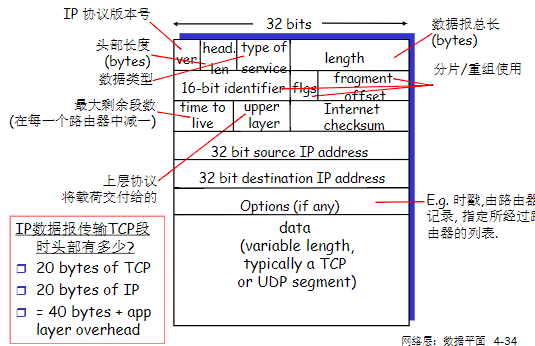 32 bits
IP 协议版本号
数据报总长
(bytes)
头部长度
(bytes)
数据类型
ver
head.
len
type of
service
length
分片/重组使用
16-bit identifier
flgs
fragment
offset
最大剩余段数
(在每一个路由器中减一)
time to
live
upper
layer
Internet
checksum
32 bit source IP address
32 bit destination IP address
上层协议
将载荷交付给的
Options (if any)
E.g. 时戳,由路由器
记录, 指定所经过路
由器的列表.
data
(variable length,
typically a TCP
or UDP segment)
IP数据报传输TCP段
时头部有多少?
20 bytes of TCP
20 bytes of IP
= 40 bytes + app
layer overhead
网络层: 数据平面 4-34